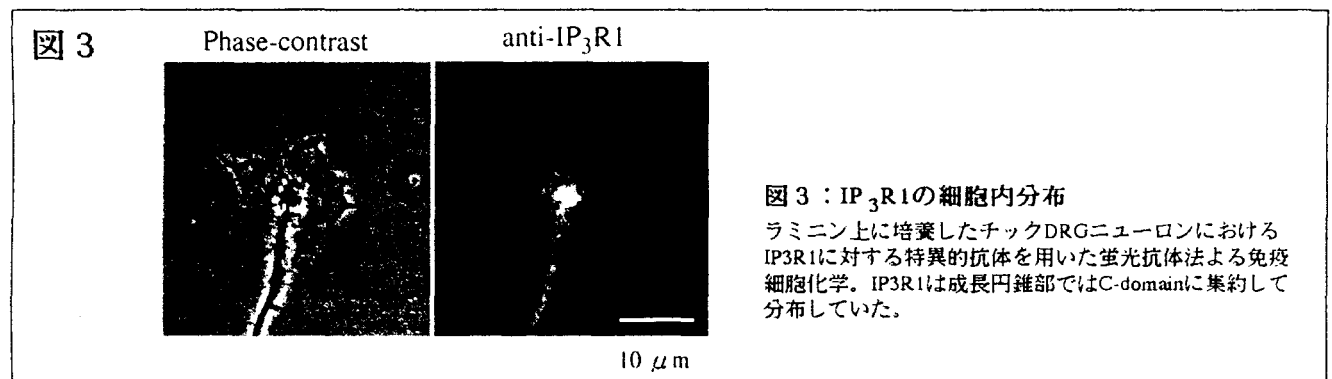 図3
Phase-contrast
anti-IP₃R1
10 μm
図3：IP₃R1の細胞内分布
ラミニン上に培養したチックDRGニューロンにおける
IP3R1に対する特異的抗体を用いた蛍光抗体法よる免疫
細胞化学。IP3R1は成長円錐部ではC-domainに集約して
分布していた。